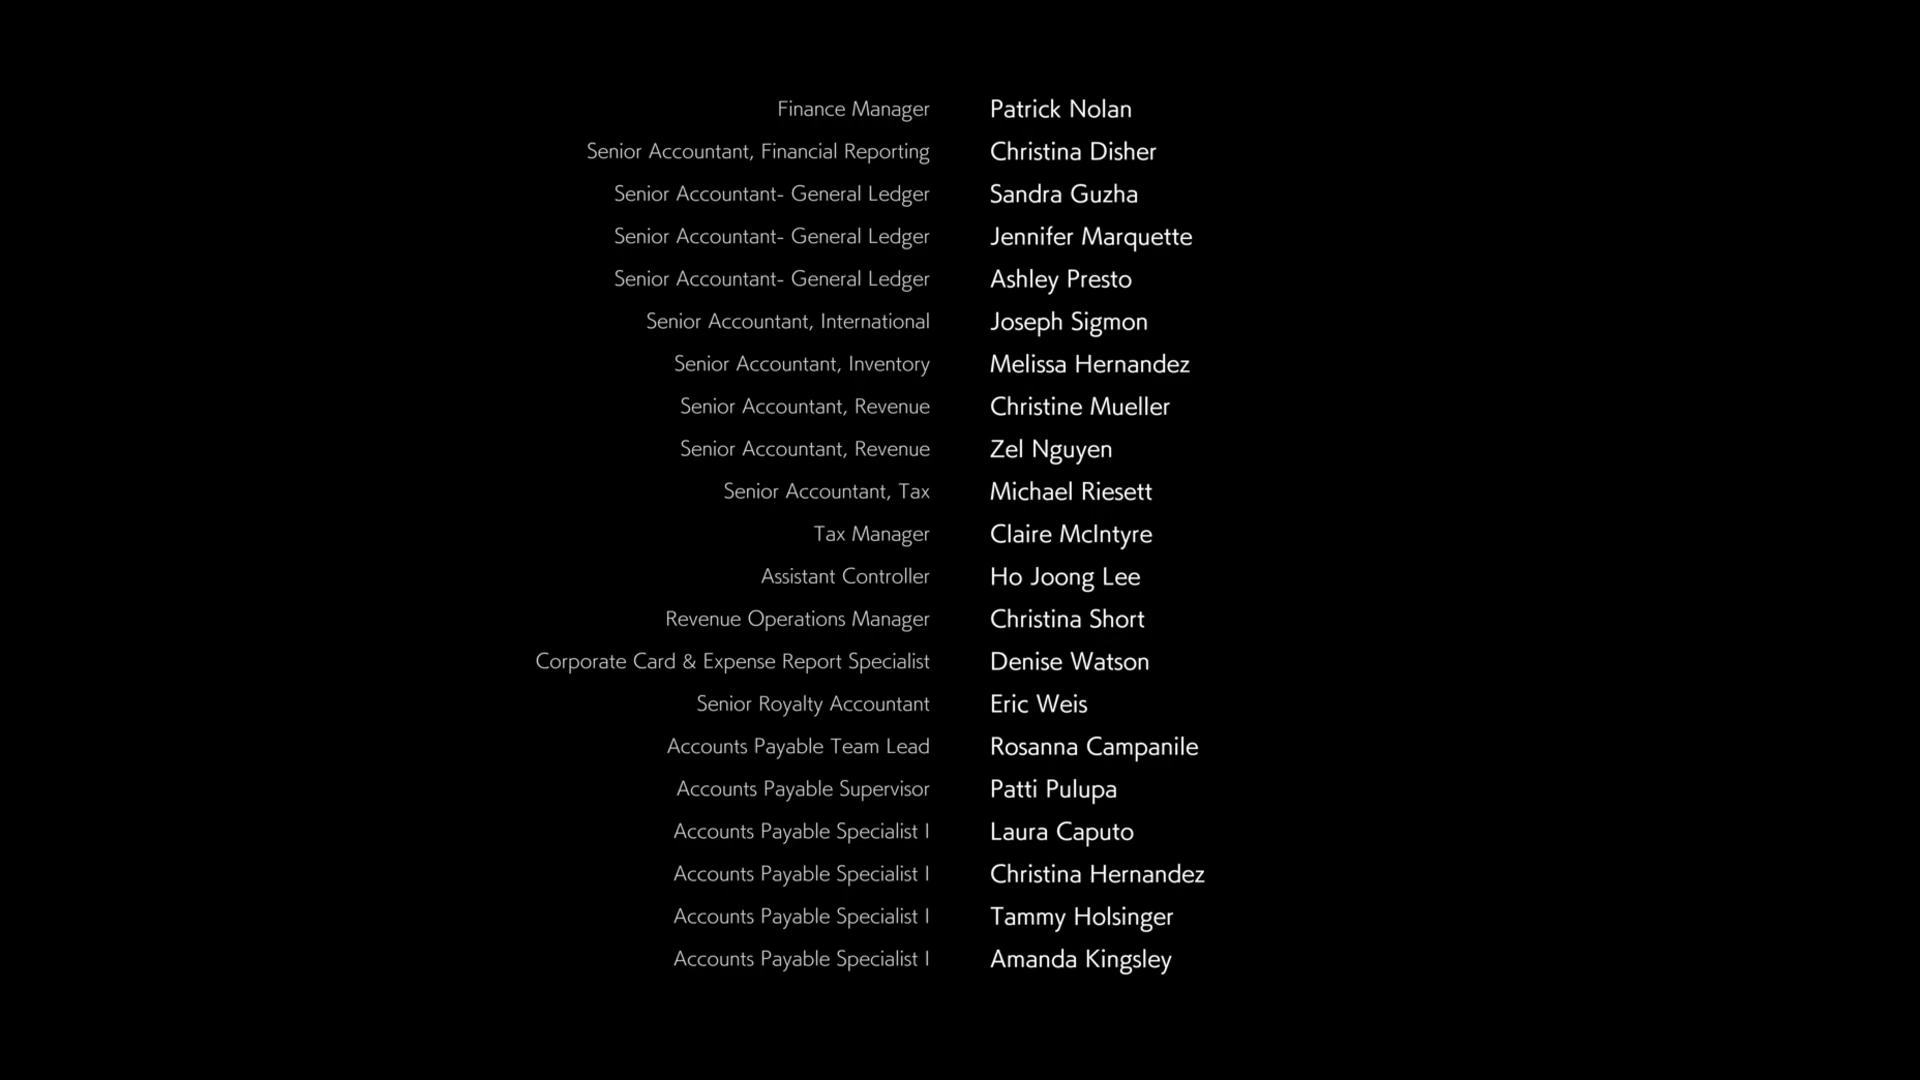 Finance Manager Patrick Nolan
Senior Accountant, Financial Reporting Christina Disher
Senior Accountant- General Ledger Sandra Guzha
Senior Accountant- General Ledger Jennifer Marquette
Senior Accountant- General Ledger Ashley Presto
Senior Accountant, International Joseph Sigmon
Senior Accountant, Inventory Melissa Hernandez
Senior Accountant, Revenue Christine Mueller
Senior Accountant, Revenue Zel Nguyen
Senior Accountant, Tax Michael Riesett
Tax Manager Claire McIntyre
Assistant Controller Ho Joong Lee
Revenue Operations Manager Christina Short
Corporate Card & Expense Report Specialist Denise Watson
Senior Royalty Accountant Eric Weis
Accounts Payable Team Lead Rosanna Campanile
Accounts Payable Supervisor Patti Pulupa
Accounts Payable Specialist I Laura Caputo
Accounts Payable Specialist I Christina Hernandez
Accounts Payable Specialist I Tammy Holsinger
Accounts Payable Specialist I Amanda Kingsley